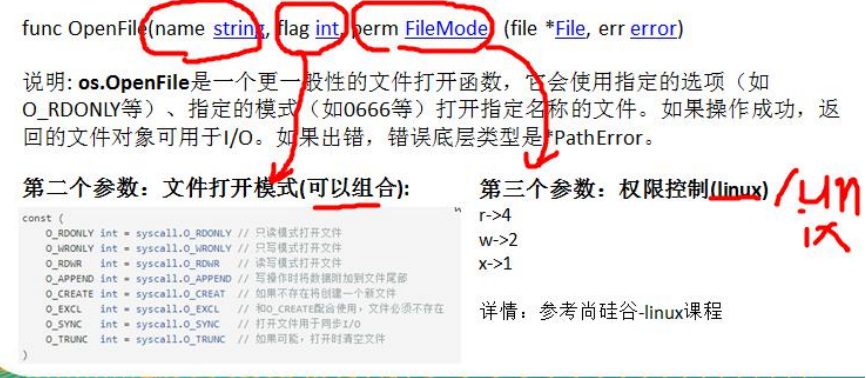 func OpenFile(name string, flag int, perm FileMode) (file *File, err error)
说明: os.OpenFile是一个更一般性的文件打开函数，它会使用指定的选项（如
O_RDONLY等）、指定的模式（如0666等）打开指定名称的文件。如果操作成功，返
回的文件对象可用于I/O。如果出错，错误底层类型是*PathError。
第二个参数：文件打开模式(可以组合):
const (
O_RDONLY int = syscall.O_RDONLY // 只读模式打开文件
O_WRONLY int = syscall.O_WRONLY // 只写模式打开文件
O_RDWR int = syscall.O_RDWR // 读写模式打开文件
O_APPEND int = syscall.O_APPEND // 写操作时将数据附加到文件尾部
O_CREATE int = syscall.O_CREAT // 如果不存在将创建一个新文件
O_EXCL int = syscall.O_EXCL // 和O_CREATE配合使用，文件必须不存在
O_SYNC int = syscall.O_SYNC // 打开文件用于同步I/O
O_TRUNC int = syscall.O_TRUNC // 如果可能，打开时清空文件
)
第三个参数：权限控制(linux) /un
ix
r->4
w->2
x->1
详情：参考尚硅谷-linux课程